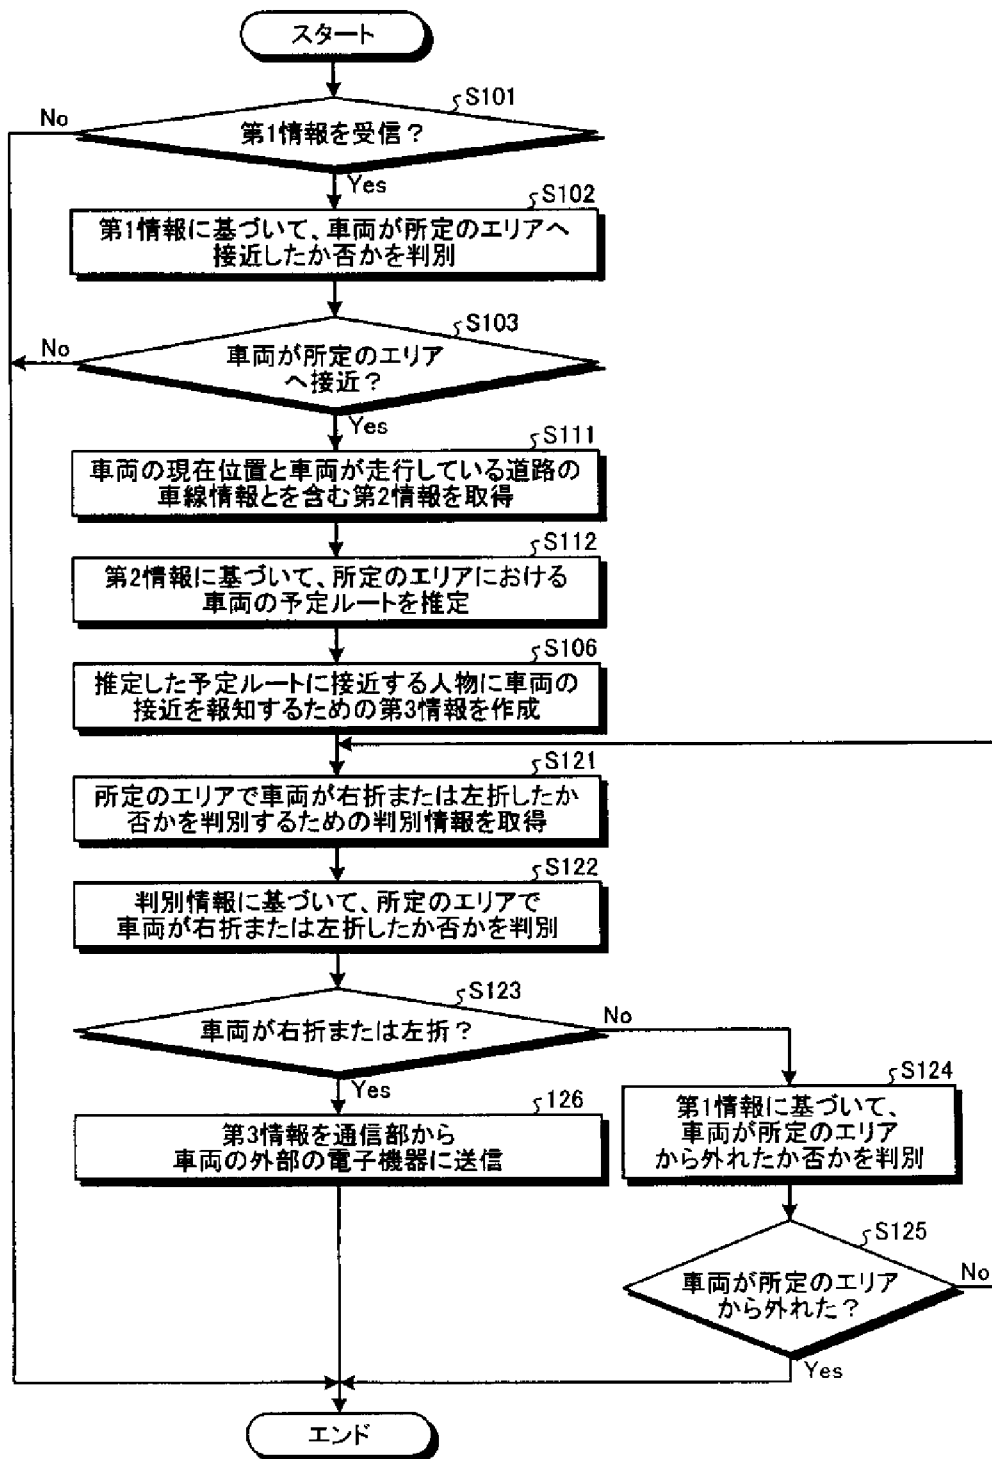 スタート
S101
No
第1情報を受信？
Yes
S102
第1情報に基づいて、車両が所定のエリアへ
接近したか否かを判別
S103
No
車両が所定のエリア
へ接近？
Yes
S111
車両の現在位置と車両が走行している道路の
車線情報とを含む第2情報を取得
S112
第2情報に基づいて、所定のエリアにおける
車両の予定ルートを推定
S106
推定した予定ルートに接近する人物に車両の
接近を報知するための第3情報を作成
S121
所定のエリアで車両が右折または左折したか
否かを判別するための判別情報を取得
S122
判別情報に基づいて、所定のエリアで
車両が右折または左折したか否かを判別
S123
車両が右折または左折？
No
Yes
126
第3情報を通信部から
車両の外部の電子機器に送信
S124
第1情報に基づいて、
車両が所定のエリア
から外れたか否かを判別
S125
車両が所定のエリア
から外れた？
No
Yes
エンド